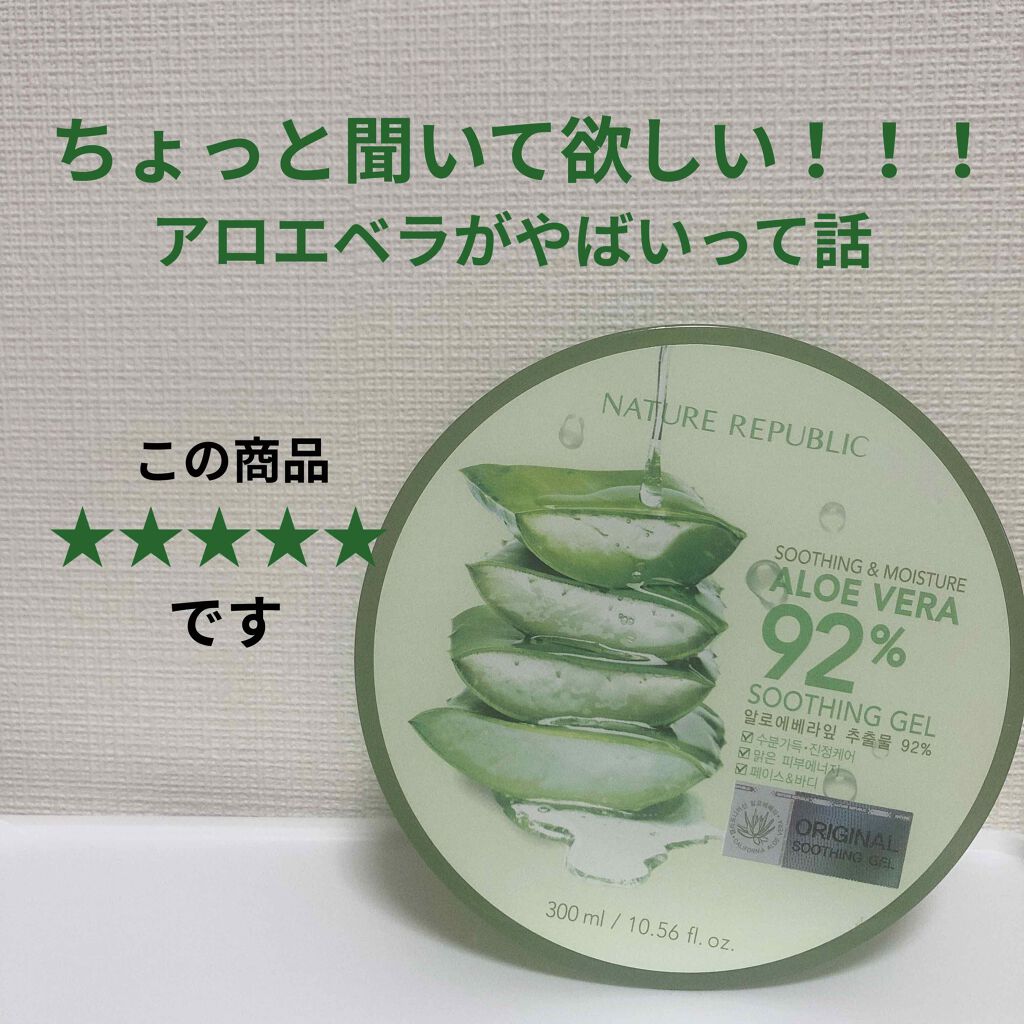 ちょっと聞いて欲しい！！！
アロエベラがやばいって話
この商品
★★★★★
です
NATURE REPUBLIC
SOOTHING & MOISTURE
ALOE VERA
92%
SOOTHING GEL
알로에베라잎 추출물 92%
☑ 수분가득·진정케어
☑ 맑은 피부에너지
☑ 페이스&바디
CALIFORNIA ALOE VERA
ORIGINAL
SOOTHING GEL
300 ml / 10.56 fl. oz.